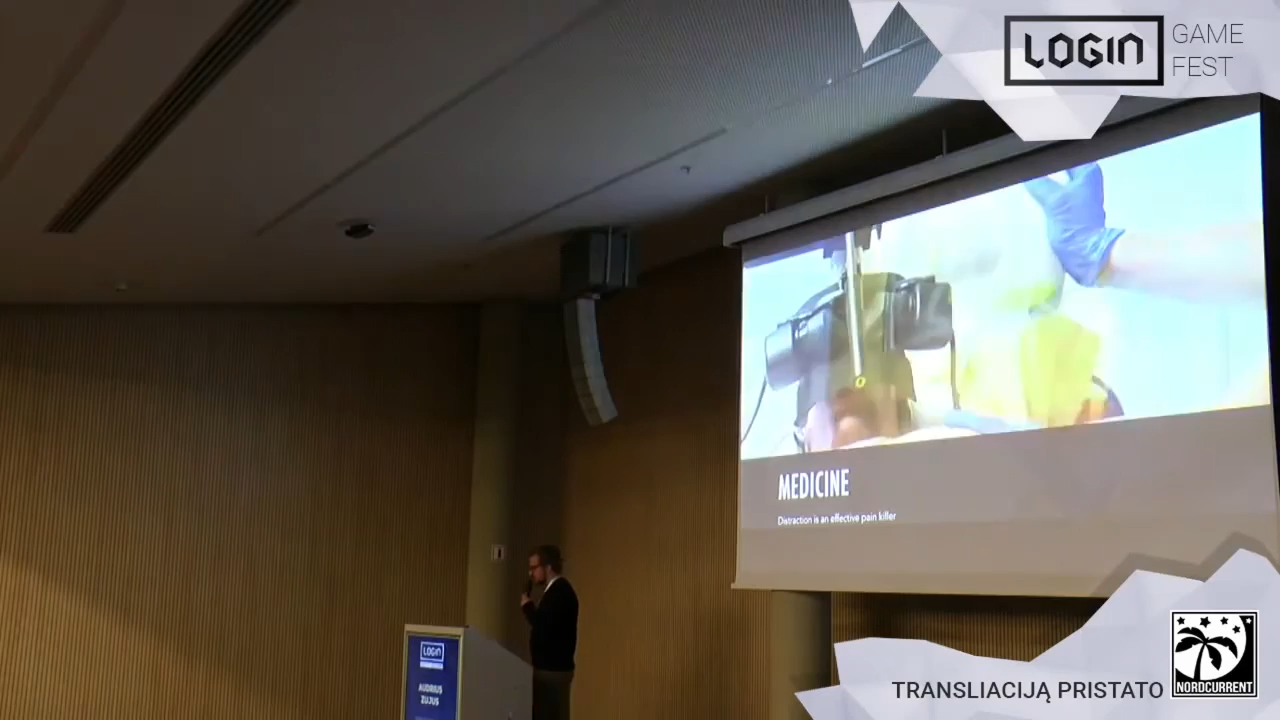 LOGIN
GAME
FEST
MEDICINE
Distraction is an effective pain killer
LOGIN
AUDRIUS
ZUJUS
TRANSLIACIJĄ PRISTATO
NORDCURRENT